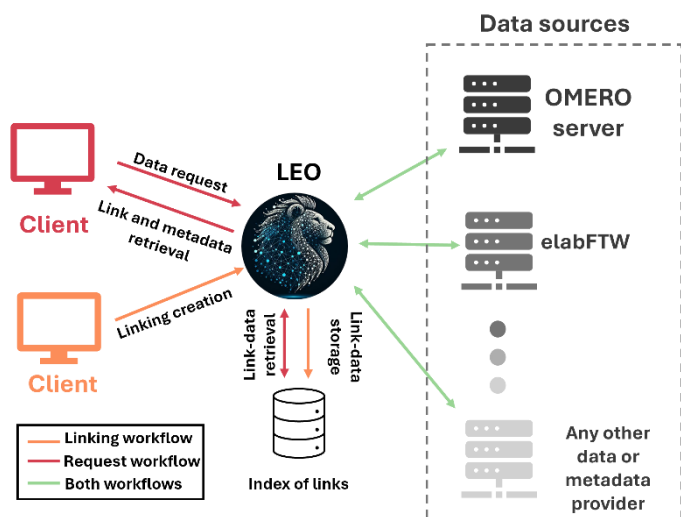 Data sources
OMERO
server
LEO
Data request
Link and metadata
retrieval
Client
elabFTW
Linking creation
Client
Link-data
retrieval
Link-data
storage
Index of links
Any other
data or
metadata
provider
Linking workflow
Request workflow
Both workflows